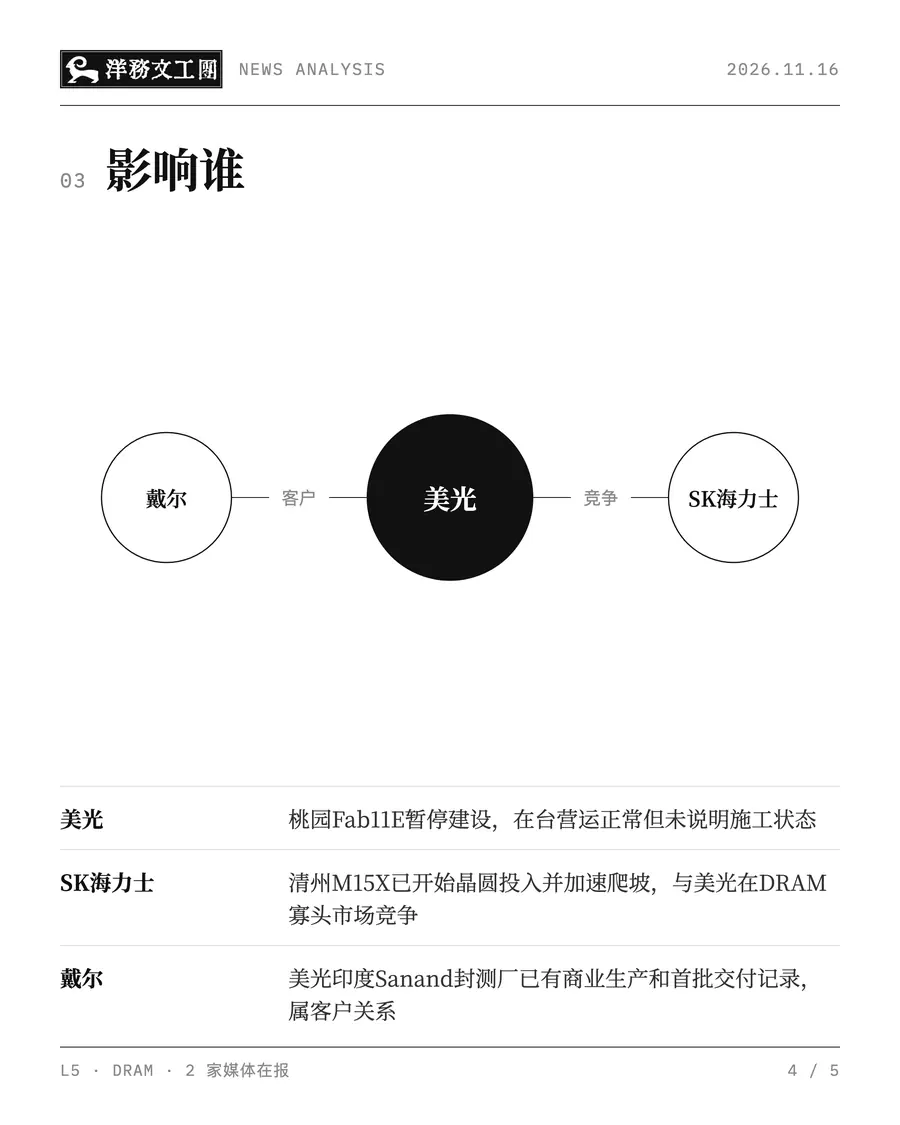 洋務文工團 NEWS ANALYSIS 2026.11.16
03 影响谁
戴尔 客户 美光 竞争 SK海力士
美光 桃园Fab11E暂停建设，在台营运正常但未说明施工状态
SK海力士 清州M15X已开始晶圆投入并加速爬坡，与美光在DRAM
寡头市场竞争
戴尔 美光印度Sanand封测厂已有商业生产和首批交付记录，
属客户关系
L5 · DRAM · 2 家媒体在报 4 / 5